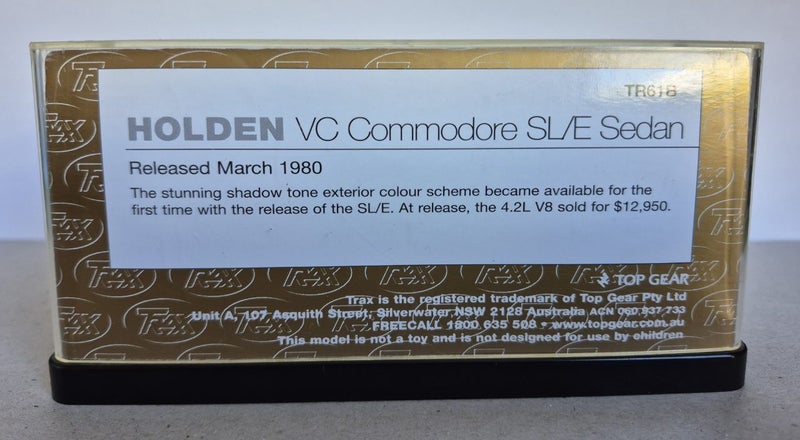 TR618
HOLDEN VC Commodore SL/E Sedan
Released March 1980
The stunning shadow tone exterior colour scheme became available for the
first time with the release of the SL/E. At release, the 4.2L V8 sold for $12,950.
TOP GEAR
Trax is the registered trademark of Top Gear Pty Ltd
Unit A, 107 Asquith Street, Silverwater NSW 2128 Australia ACN 060 937 733
FREECALL 1800 635 508 • www.topgear.com.au
This model is not a toy and is not designed for use by children